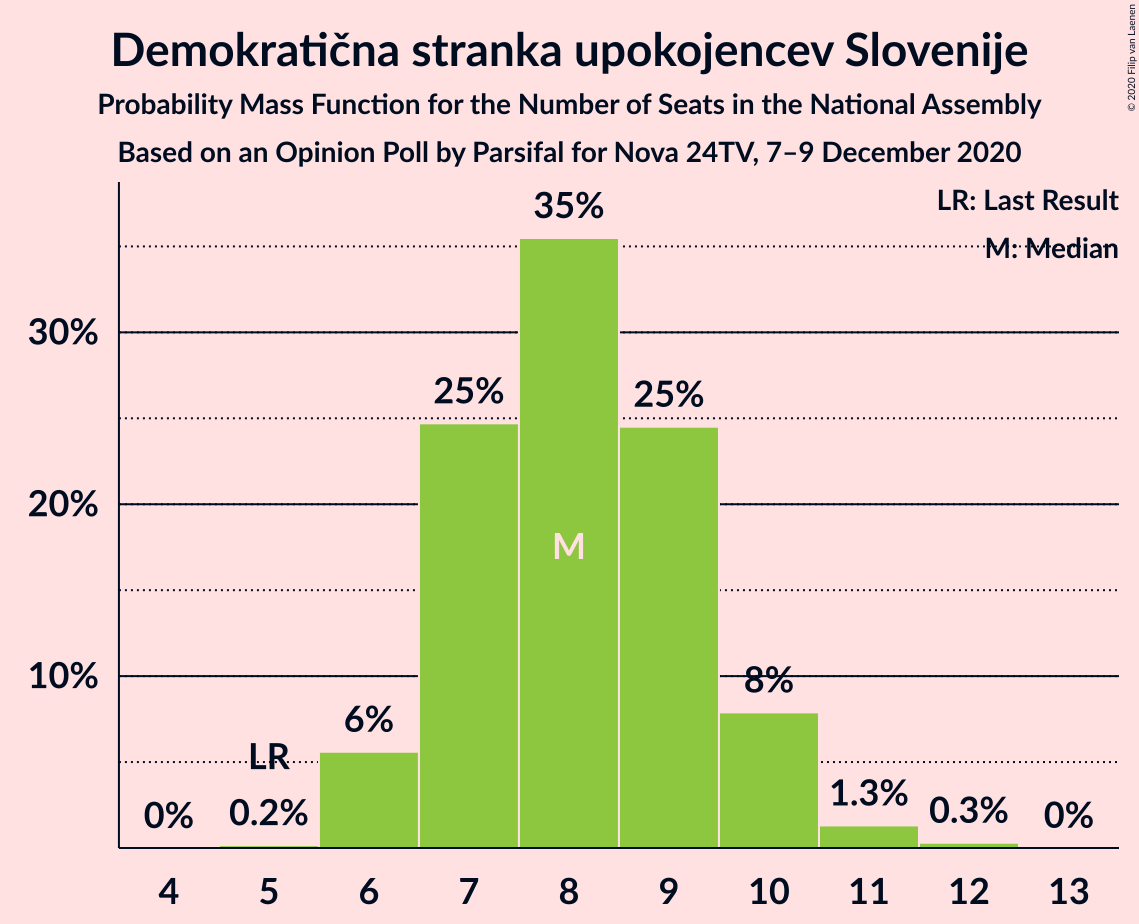 Demokratična stranka upokojencev Slovenije
Probability Mass Function for the Number of Seats in the National Assembly
Based on an Opinion Poll by Parsifal for Nova 24TV, 7–9 December 2020
© 2020 Filip van Laenen
LR: Last Result
M: Median
35%
30%
25%
25%
20%
M
10%
8%
6%
LR
0%
0.2%
1.3%
0.3%
0%
4 5 6 7 8 9 10 11 12 13